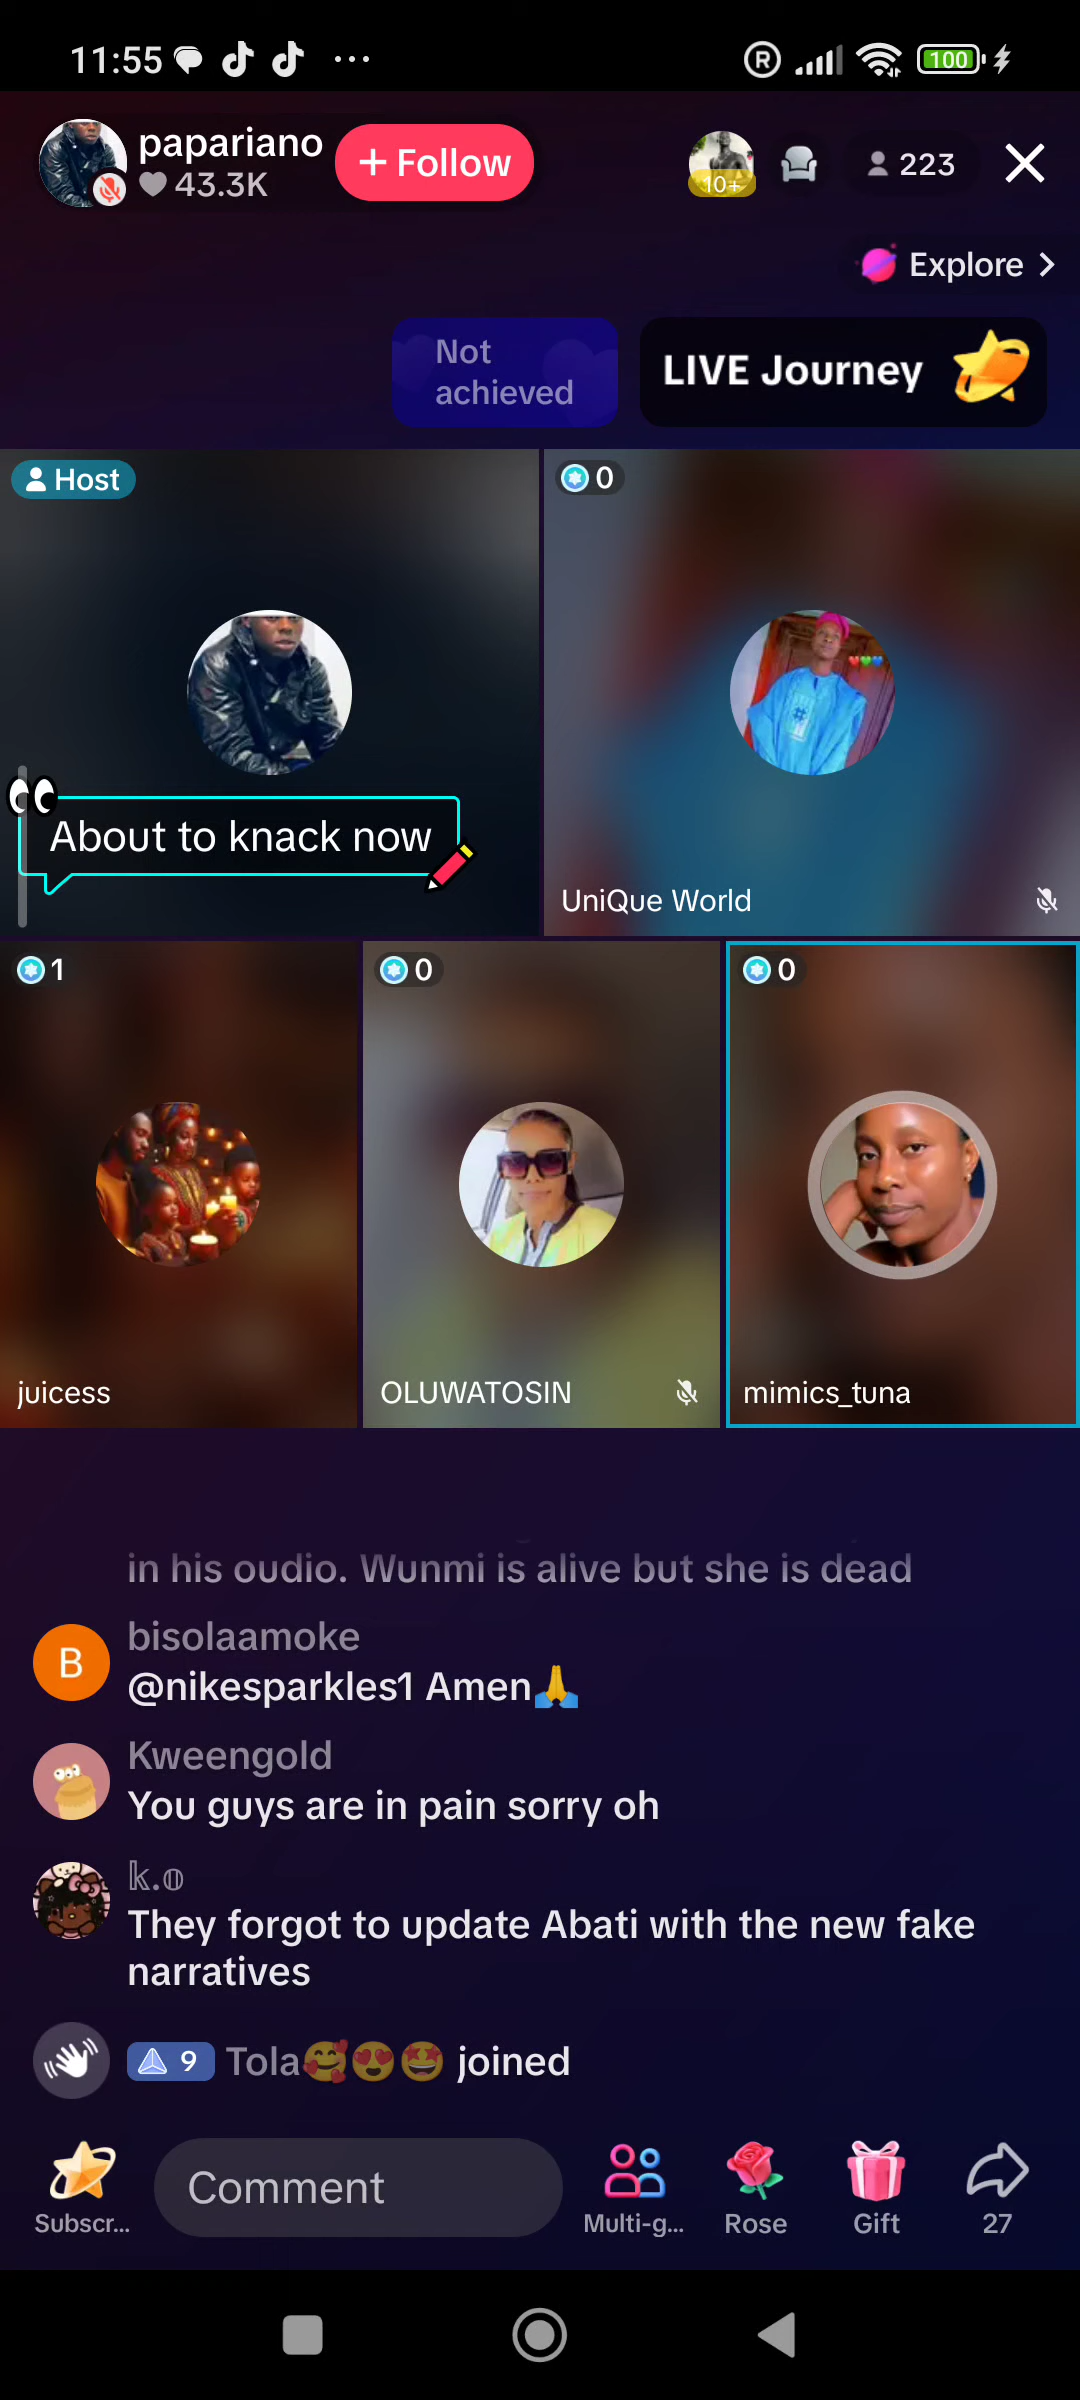 11:55
100
papariano
43.3K
+ Follow
10+
223
Explore
Not
achieved
LIVE Journey
Host
0
About to knack now
UniQue World
1
0
0
juicess
OLUWATOSIN
mimics_tuna
in his oudio. Wunmi is alive but she is dead
B
bisolaamoke
@nikesparkles1 Amen🙏
Kweengold
You guys are in pain sorry oh
𝕜.𝕠
They forgot to update Abati with the new fake
narratives
9 Tola🥰😍🤩 joined
Subscr...
Comment
Multi-g...
Rose
Gift
27